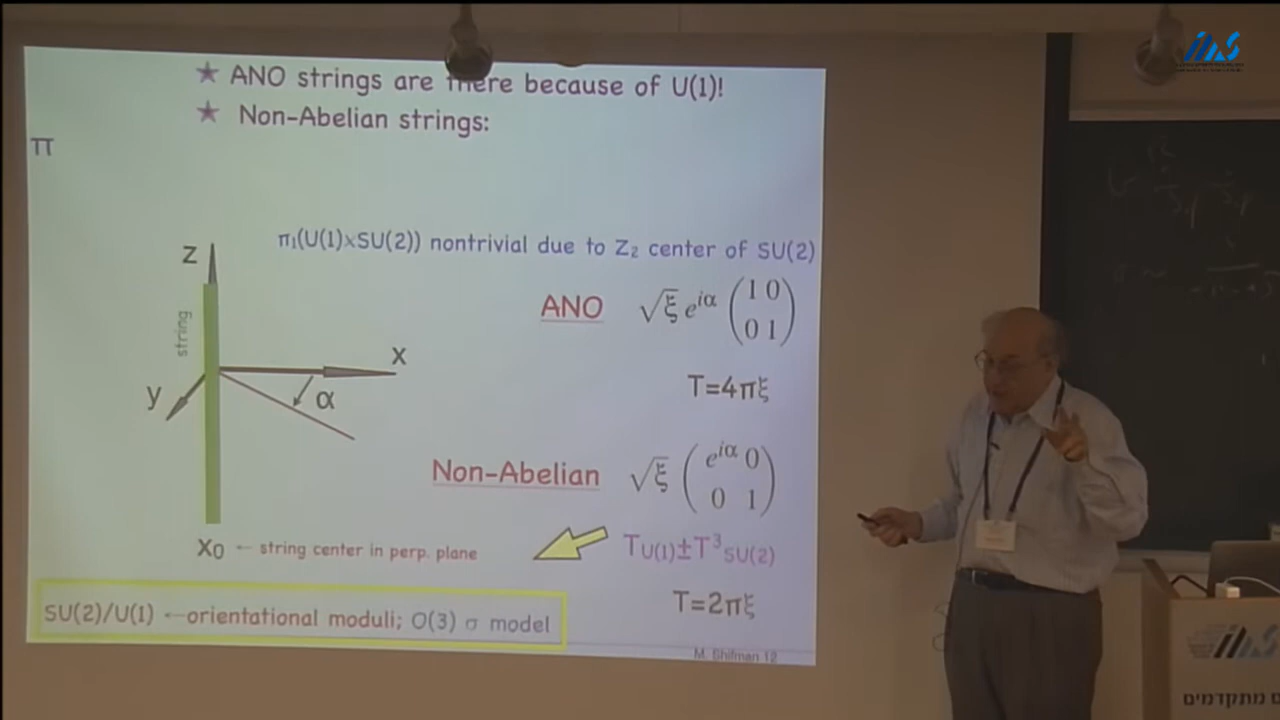 ★ ANO strings are there because of U(1)!
★ Non-Abelian strings:
π
π₁(U(1)×SU(2)) nontrivial due to Z₂ center of SU(2)
z
string
x
y
α
ANO √ξ e^{iα} (1 0
0 1)
T=4πξ
Non-Abelian √ξ (e^{iα} 0
0 1)
T_{U(1)}±T³_{SU(2)}
T=2πξ
x₀ ← string center in perp. plane
SU(2)/U(1) ←orientational moduli; O(3) σ model
M. Shifman 12
ם מתקדמים